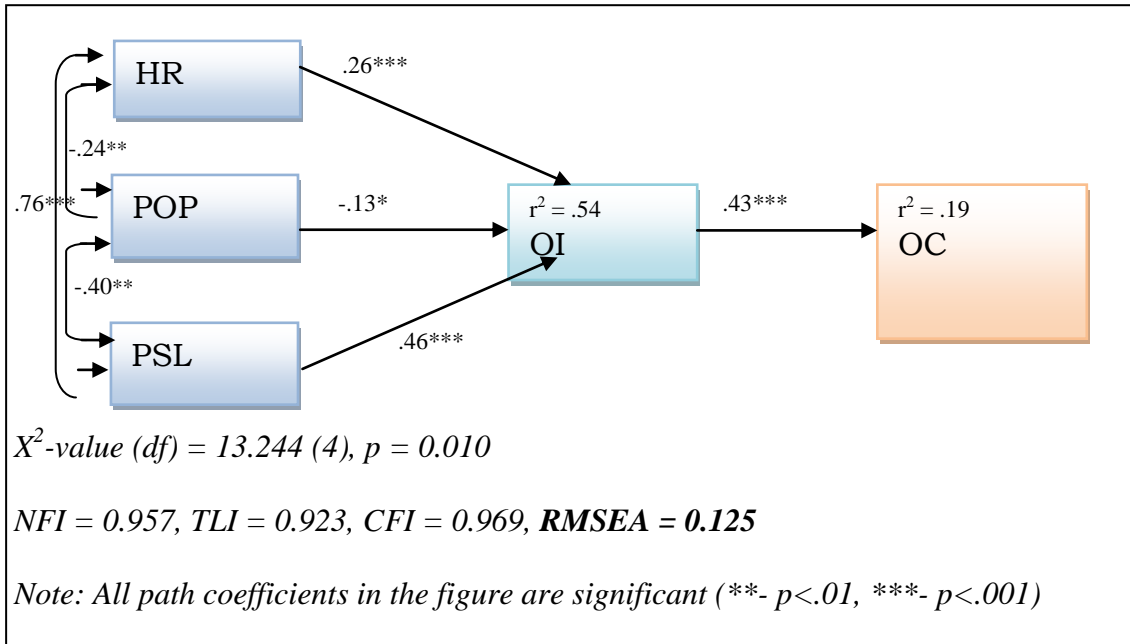 HR
.26***
-.24**
.76***
POP
-.13*
r² = .54
OI
.43***
r² = .19
OC
-.40**
PSL
.46***
X²-value (df) = 13.244 (4), p = 0.010
NFI = 0.957, TLI = 0.923, CFI = 0.969, RMSEA = 0.125
Note: All path coefficients in the figure are significant (**- p<.01, ***- p<.001)